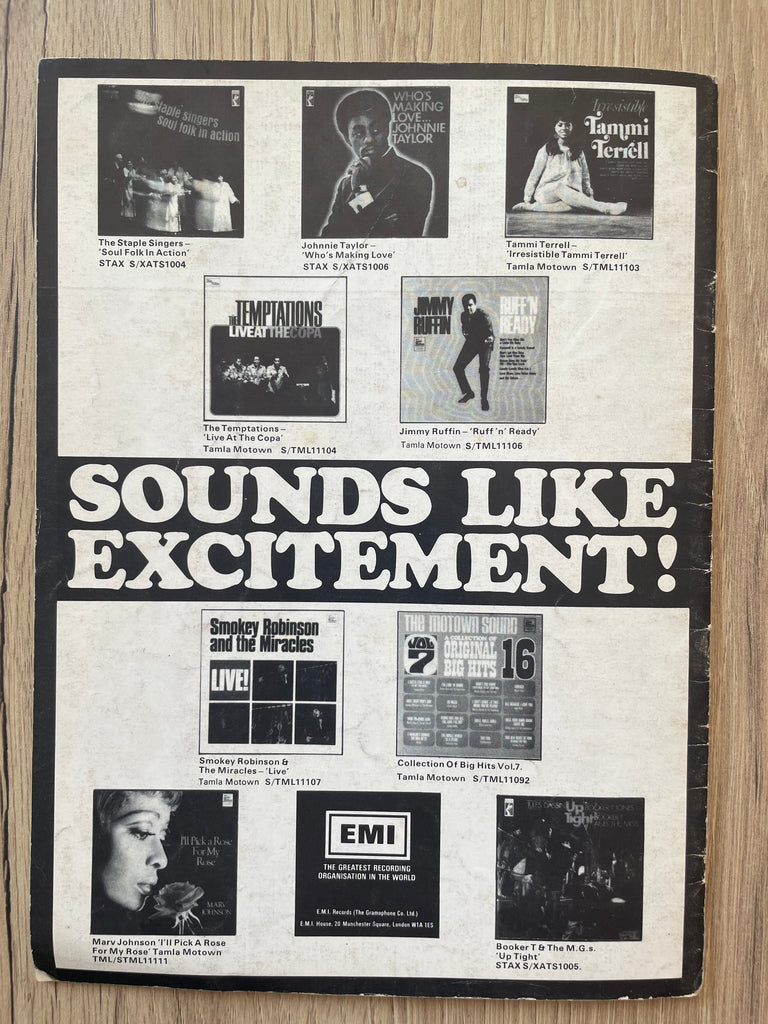 the staple singers
soul folk in action
The Staple Singers –
'Soul Folk In Action'
STAX S/XATS1004
WHO'S
MAKING
LOVE...
JOHNNIE
TAYLOR
Johnnie Taylor –
'Who's Making Love'
STAX S/XATS1006
Irresistible
Tammi
Terrell
Tammi Terrell –
'Irresistible Tammi Terrell'
Tamla Motown S/TML11103
THE TEMPTATIONS
LIVE AT THE COPA
The Temptations –
'Live At The Copa'
Tamla Motown S/TML11104
JIMMY
RUFFIN
RUFF'N
READY
Jimmy Ruffin – 'Ruff 'n' Ready'
Tamla Motown S/TML11106
SOUNDS LIKE
EXCITEMENT!
Smokey Robinson
and the Miracles
LIVE!
Smokey Robinson &
The Miracles – 'Live'
Tamla Motown S/TML11107
THE MOTOWN SOUND
VOL
7
A COLLECTION OF
ORIGINAL
BIG HITS
16
Collection Of Big Hits Vol.7.
Tamla Motown S/TML11092
I'll Pick a Rose
For My
Rose
MARV
JOHNSON
Marv Johnson 'I'll Pick A Rose
For My Rose' Tamla Motown
TML/STML11111
EMI
THE GREATEST RECORDING
ORGANISATION IN THE WORLD
E.M.I. Records (The Gramophone Co. Ltd.)
E.M.I. House, 20 Manchester Square, London W1A 1ES
Up
Tight
Booker T & The M.G.s.
'Up Tight'
STAX S/XATS1005.